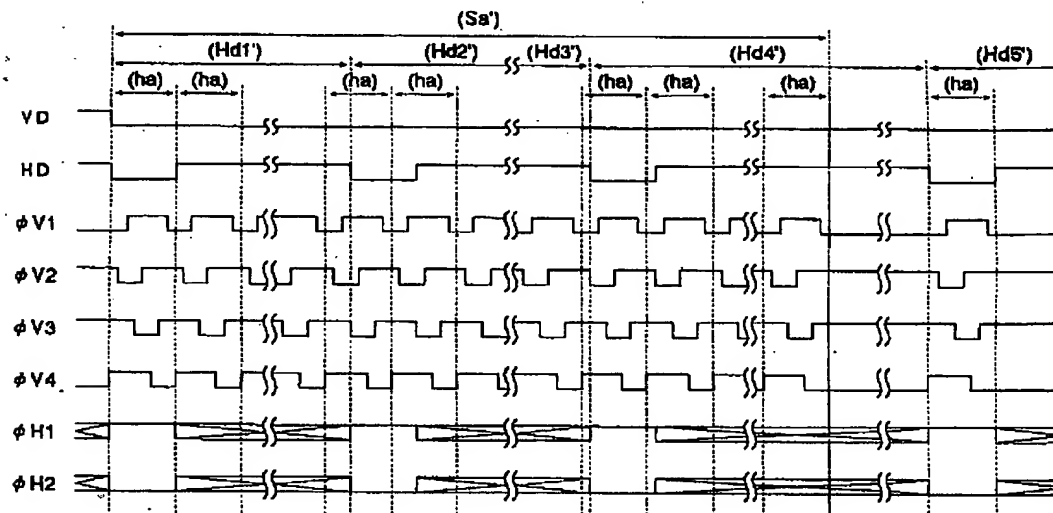 (Sa')
(Hd1') (Hd2') (Hd3') (Hd4') (Hd5')
(ha) (ha) (ha) (ha) (ha) (ha) (ha) (ha)
VD
HD
φV1
φV2
φV3
φV4
φH1
φH2